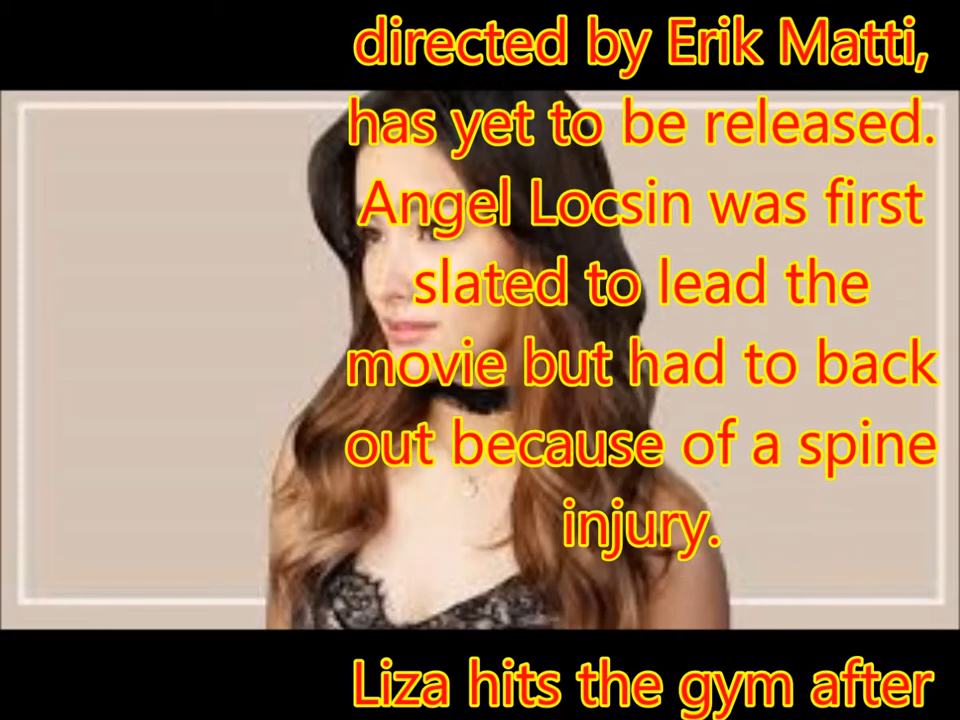 directed by Erik Matti,
has yet to be released.
Angel Locsin was first
slated to lead the
movie but had to back
out because of a spine
injury.
Liza hits the gym after